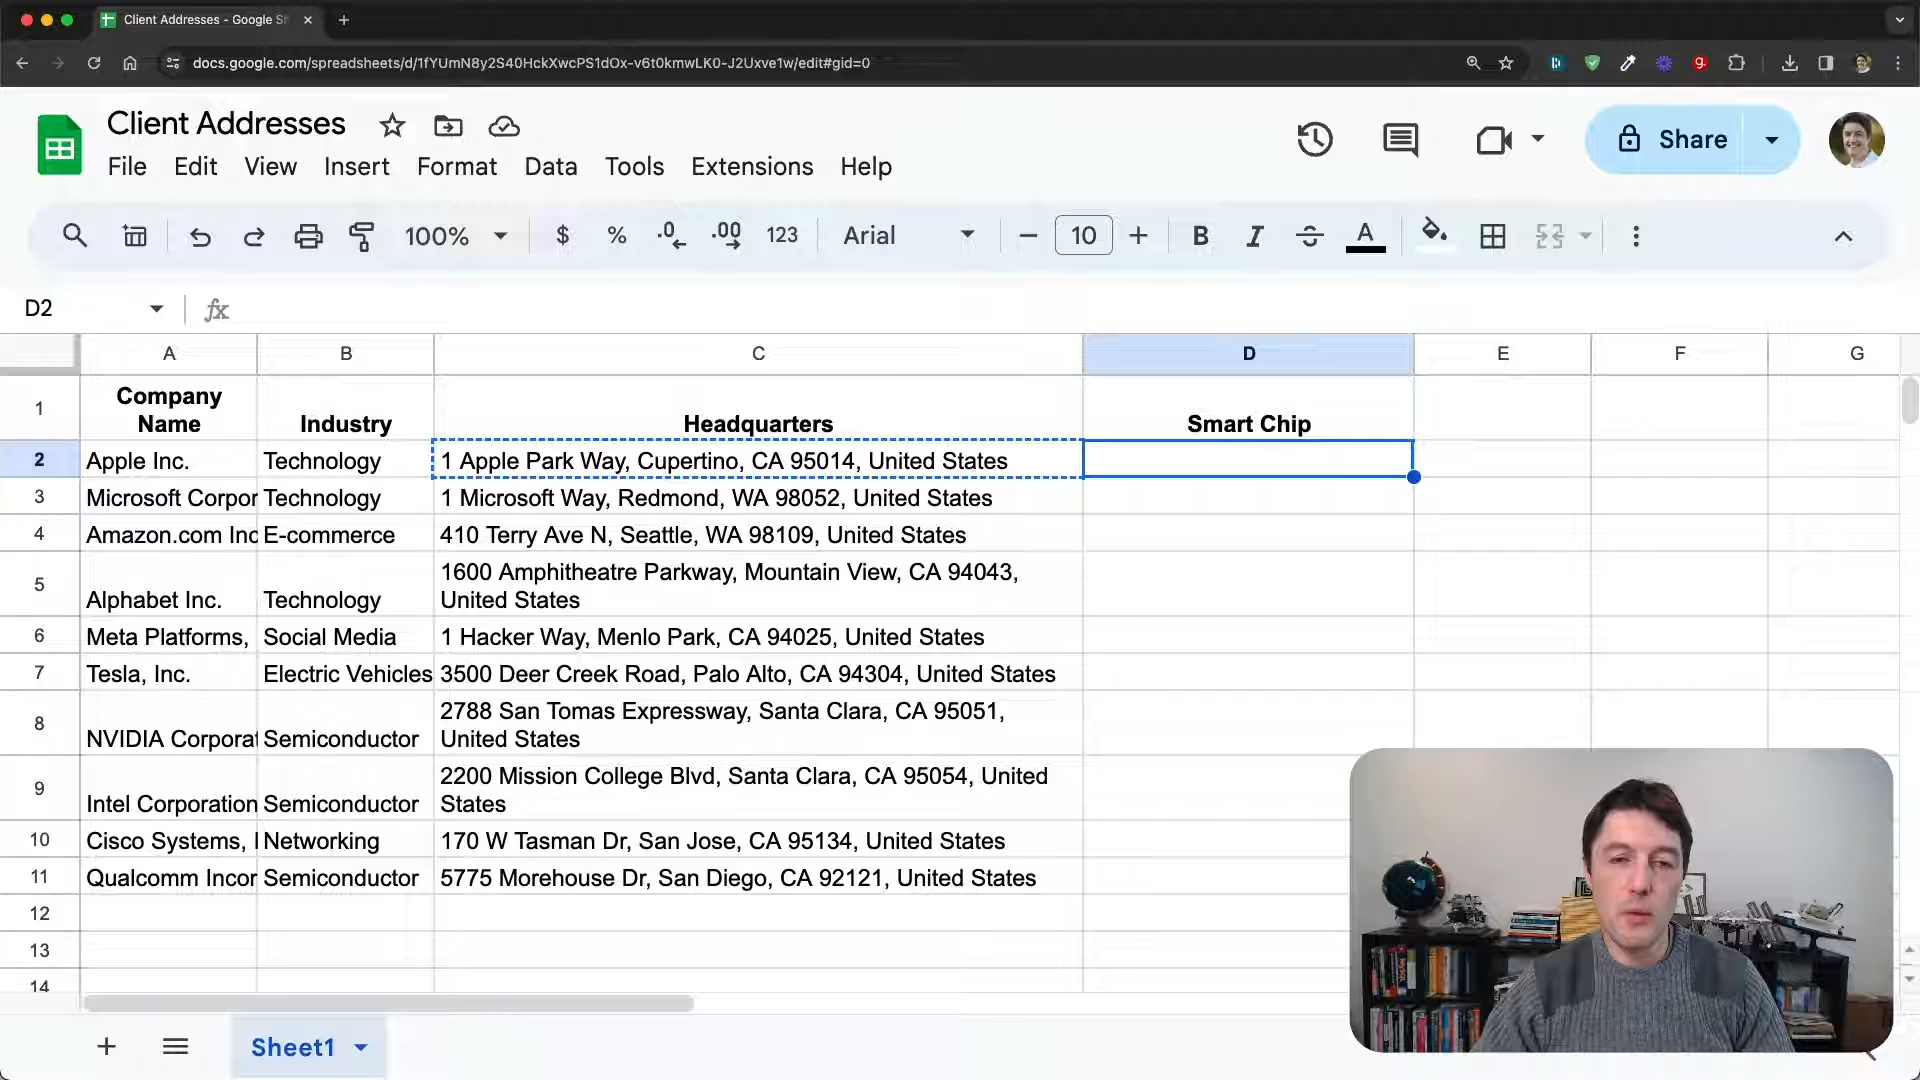 Client Addresses - Google Sh
docs.google.com/spreadsheets/d/1fYUmN8y2S40HckXwcPS1dOx-v6t0kmwLK0-J2Uxve1w/edit#gid=0
Client Addresses
File Edit View Insert Format Data Tools Extensions Help
Share
100% $ % .0 .00 123 Arial 10 B I A
D2 fx
A B C D E F G
1 Company Name Industry Headquarters Smart Chip
2 Apple Inc. Technology 1 Apple Park Way, Cupertino, CA 95014, United States
3 Microsoft Corpor Technology 1 Microsoft Way, Redmond, WA 98052, United States
4 Amazon.com Inc E-commerce 410 Terry Ave N, Seattle, WA 98109, United States
5 Alphabet Inc. Technology 1600 Amphitheatre Parkway, Mountain View, CA 94043,
United States
6 Meta Platforms, Social Media 1 Hacker Way, Menlo Park, CA 94025, United States
7 Tesla, Inc. Electric Vehicles 3500 Deer Creek Road, Palo Alto, CA 94304, United States
8 NVIDIA Corporat Semiconductor 2788 San Tomas Expressway, Santa Clara, CA 95051,
United States
9 Intel Corporation Semiconductor 2200 Mission College Blvd, Santa Clara, CA 95054, United
States
10 Cisco Systems, I Networking 170 W Tasman Dr, San Jose, CA 95134, United States
11 Qualcomm Incor Semiconductor 5775 Morehouse Dr, San Diego, CA 92121, United States
12
13
14
Sheet1